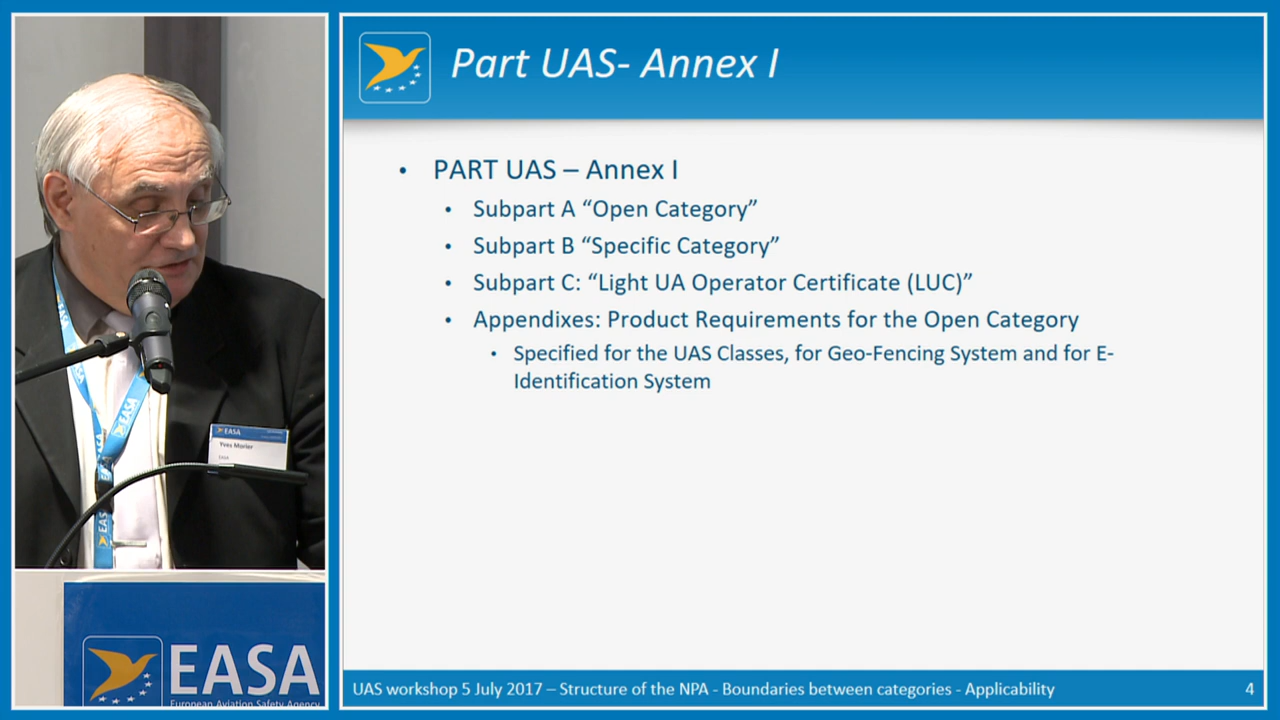 Part UAS- Annex I
• PART UAS – Annex I
• Subpart A “Open Category”
• Subpart B “Specific Category”
• Subpart C: “Light UA Operator Certificate (LUC)”
• Appendixes: Product Requirements for the Open Category
• Specified for the UAS Classes, for Geo-Fencing System and for E-
Identification System
UAS workshop 5 July 2017 – Structure of the NPA - Boundaries between categories - Applicability
4
EASA
EASA
EASA
Yves Morier
EASA
EASA
EASA
European Aviation Safety Agency